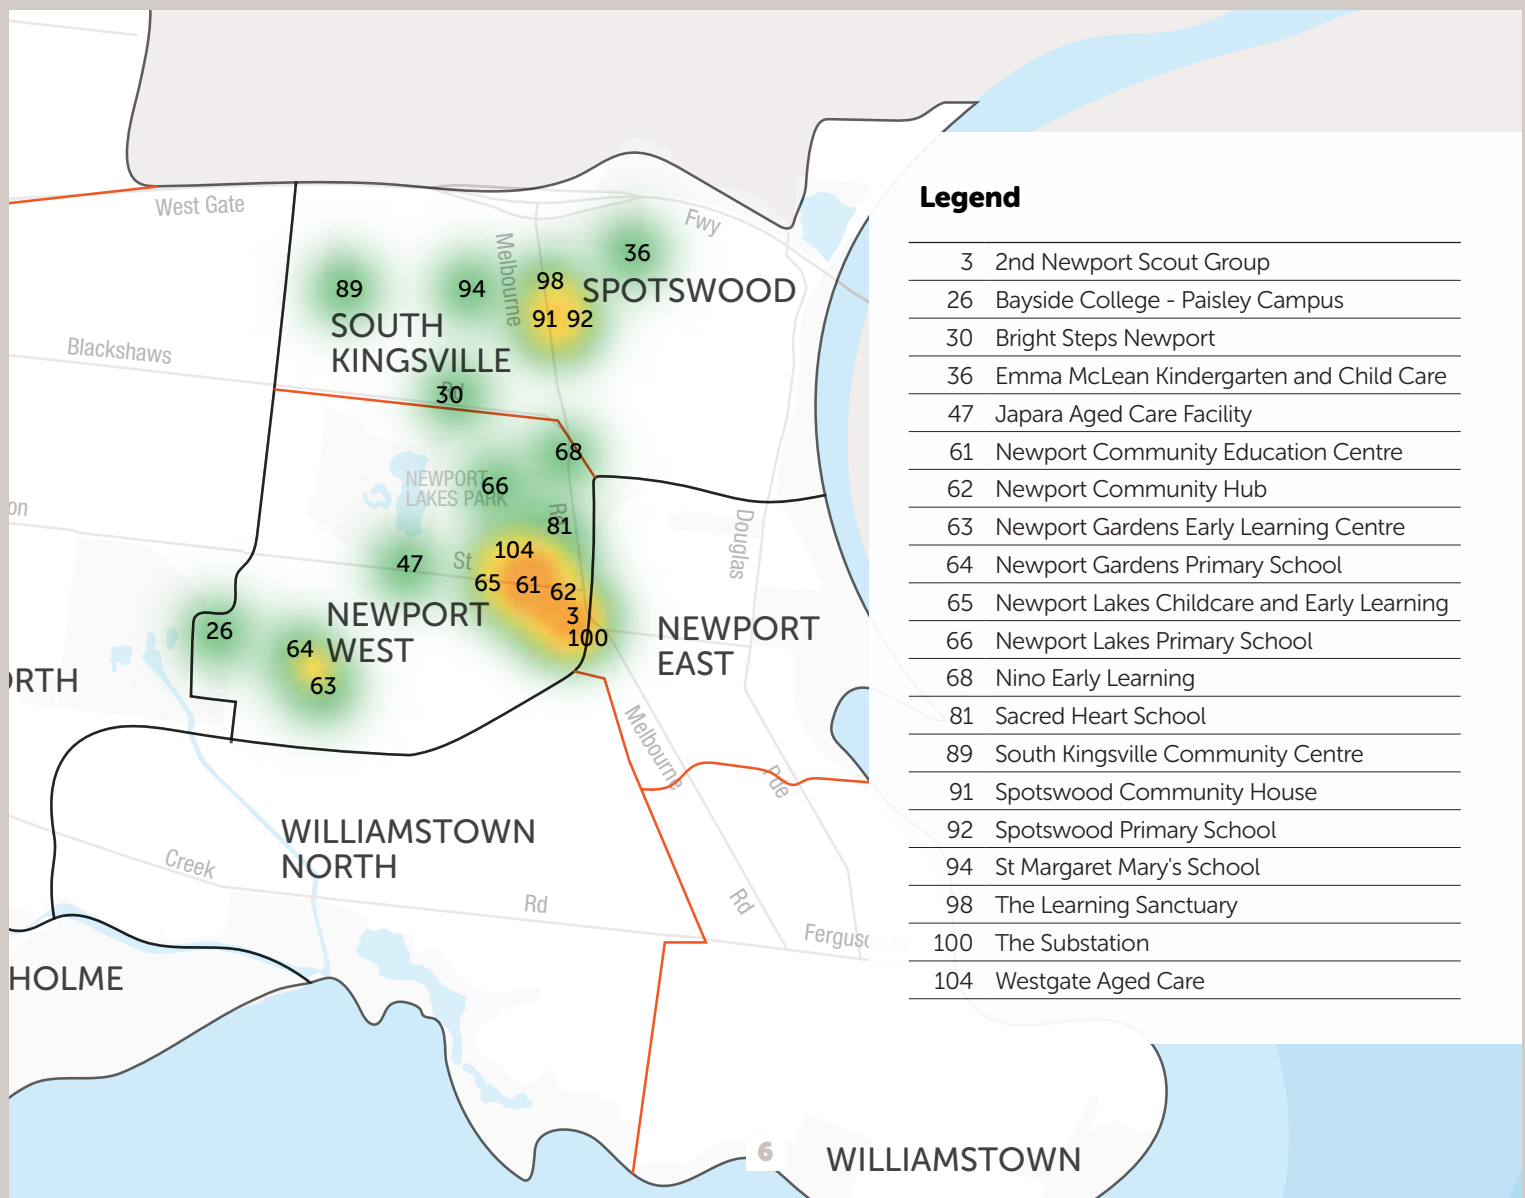 West Gate
Fwy
Melbourne
36
89
94
98
SPOTSWOOD
91 92
SOUTH
KINGSVILLE
Blackshaws
Rd
30
68
NEWPORT
LAKES PARK
66
on
Rd
81
Douglas
104
47
St
65
61
62
3
NEWPORT
WEST
26
100
NEWPORT
EAST
64
63
ORTH
Melbourne
Pde
WILLIAMSTOWN
NORTH
Creek
Rd
Rd
Ferguson St
HOLME
6
WILLIAMSTOWN
Legend
3 2nd Newport Scout Group
26 Bayside College - Paisley Campus
30 Bright Steps Newport
36 Emma McLean Kindergarten and Child Care
47 Japara Aged Care Facility
61 Newport Community Education Centre
62 Newport Community Hub
63 Newport Gardens Early Learning Centre
64 Newport Gardens Primary School
65 Newport Lakes Childcare and Early Learning
66 Newport Lakes Primary School
68 Nino Early Learning
81 Sacred Heart School
89 South Kingsville Community Centre
91 Spotswood Community House
92 Spotswood Primary School
94 St Margaret Mary's School
98 The Learning Sanctuary
100 The Substation
104 Westgate Aged Care